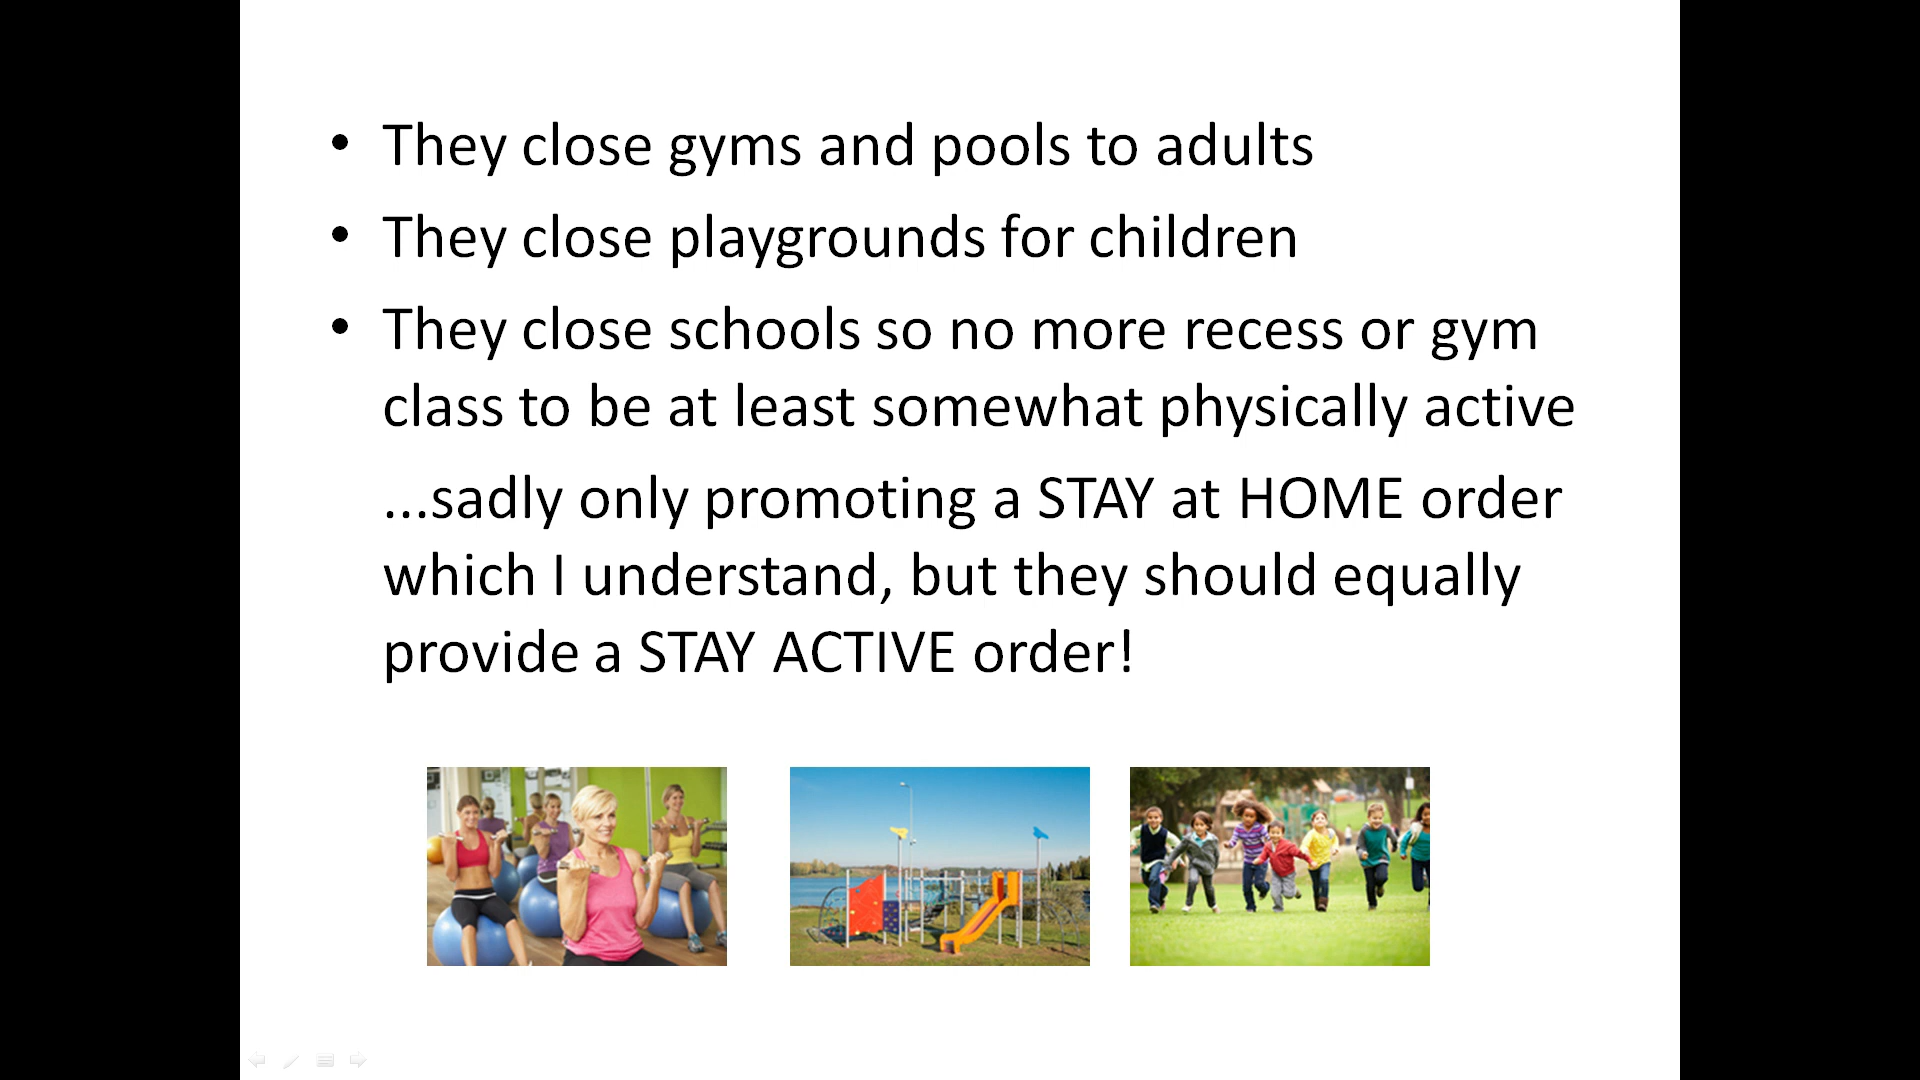 • They close gyms and pools to adults
• They close playgrounds for children
• They close schools so no more recess or gym
class to be at least somewhat physically active
...sadly only promoting a STAY at HOME order
which I understand, but they should equally
provide a STAY ACTIVE order!